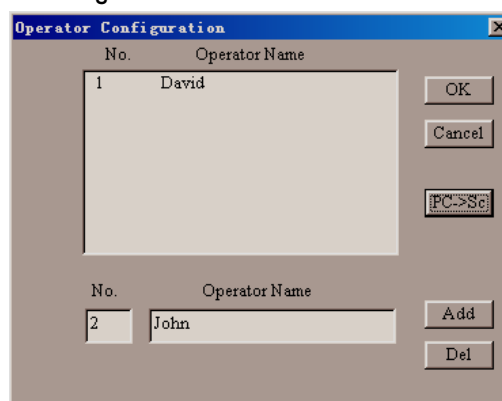 Operator Configuration
No. Operator Name
1 David
OK
Cancel
PC->Sc
No. Operator Name
2 John
Add
Del